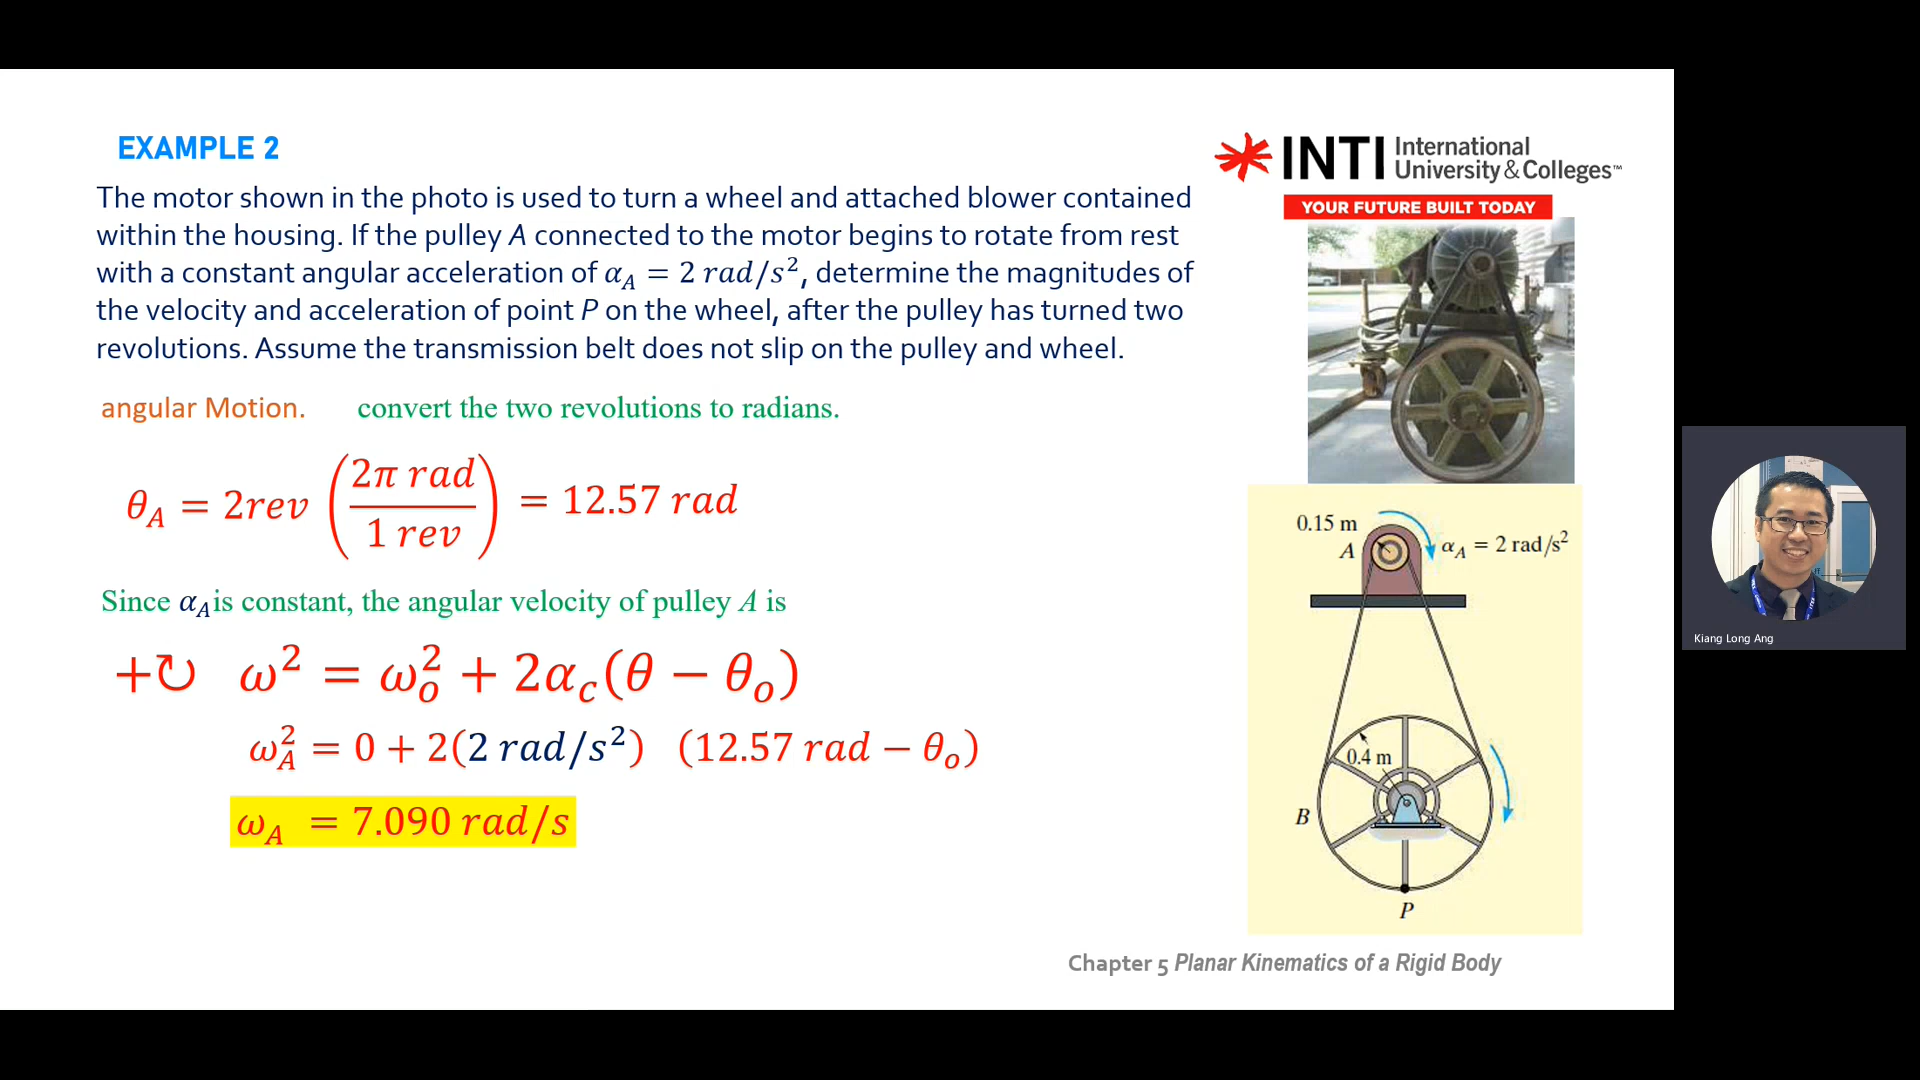 EXAMPLE 2
INTI International University & Colleges™
YOUR FUTURE BUILT TODAY
The motor shown in the photo is used to turn a wheel and attached blower contained
within the housing. If the pulley A connected to the motor begins to rotate from rest
with a constant angular acceleration of α_A = 2 rad/s², determine the magnitudes of
the velocity and acceleration of point P on the wheel, after the pulley has turned two
revolutions. Assume the transmission belt does not slip on the pulley and wheel.
angular Motion. convert the two revolutions to radians.
θ_A = 2rev (2π rad / 1 rev) = 12.57 rad
Since α_A is constant, the angular velocity of pulley A is
+↻ ω² = ω_o² + 2α_c(θ − θ_o)
ω_A² = 0 + 2(2 rad/s²) (12.57 rad − θ_o)
ω_A = 7.090 rad/s
0.15 m
A
α_A = 2 rad/s²
0.4 m
B
P
Chapter 5 Planar Kinematics of a Rigid Body
Kiang Long Ang